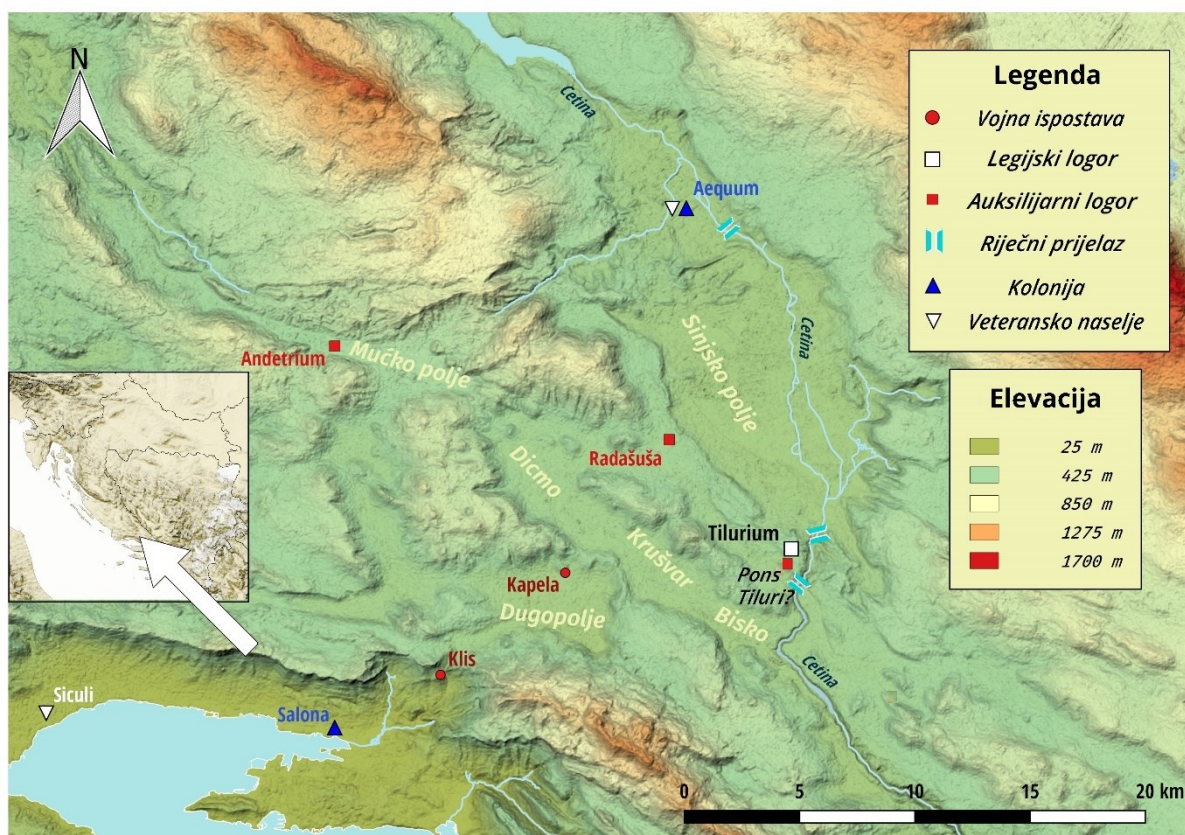 N
Cetina
Aequum
Andetrium
Mučko polje
Sinjsko polje
Cetina
Radašuša
Dicmo
Tilurium
Krušvar
Pons
Tiluri?
Kapela
Dugopolje
Bisko
Klis
Cetina
Siculi
Salona
Legenda
Vojna ispostava
Legijski logor
Auksilijarni logor
Riječni prijelaz
Kolonija
Veteransko naselje
Elevacija
25 m
425 m
850 m
1275 m
1700 m
0 5 10 15 20 km